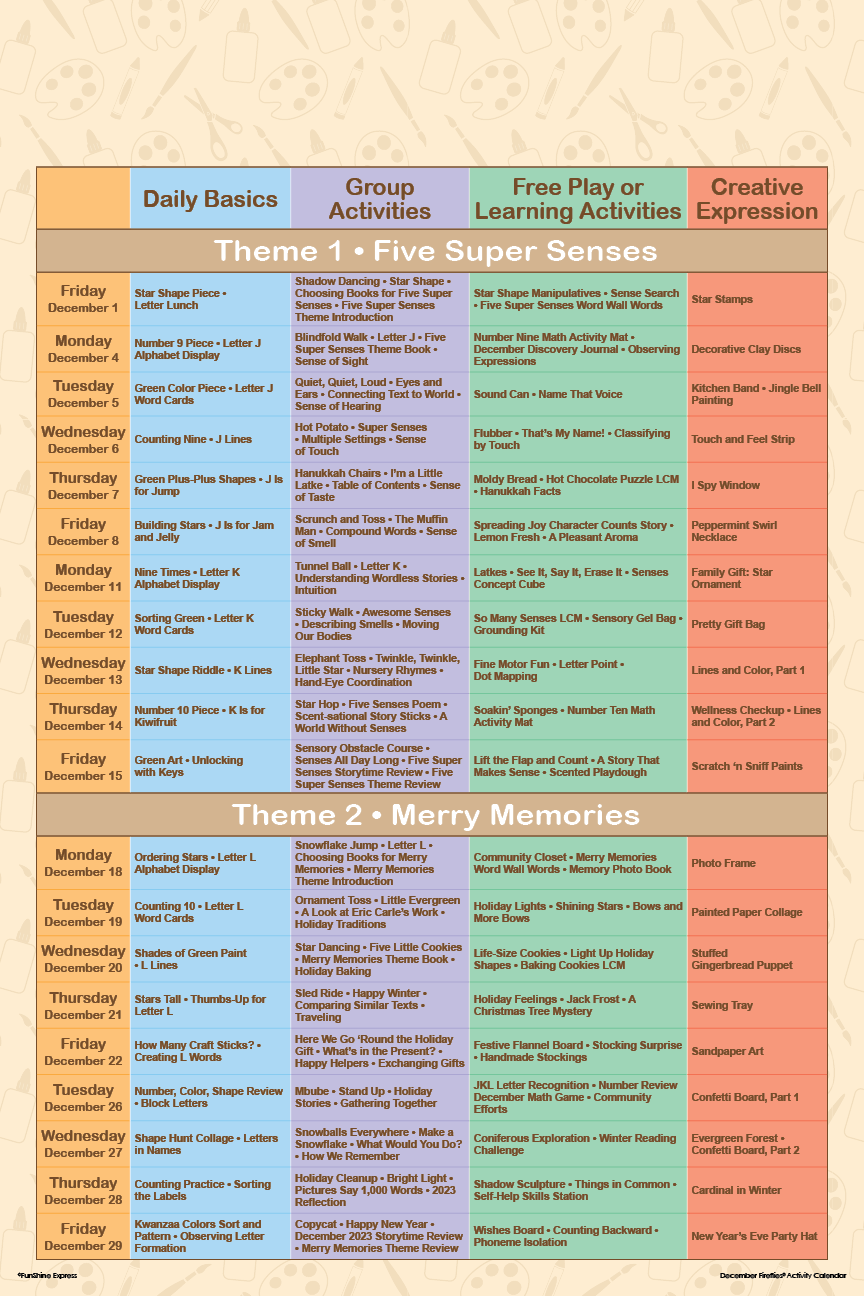 Daily Basics
Group
Activities
Free Play or
Learning Activities
Creative
Expression
Theme 1 • Five Super Senses
Friday
December 1
Star Shape Piece •
Letter Lunch
Shadow Dancing • Star Shape •
Choosing Books for Five Super
Senses • Five Super Senses
Theme Introduction
Star Shape Manipulatives • Sense Search
• Five Super Senses Word Wall Words
Star Stamps
Monday
December 4
Number 9 Piece • Letter J
Alphabet Display
Blindfold Walk • Letter J • Five
Super Senses Theme Book •
Sense of Sight
Number Nine Math Activity Mat •
December Discovery Journal • Observing
Expressions
Decorative Clay Discs
Tuesday
December 5
Green Color Piece • Letter J
Word Cards
Quiet, Quiet, Loud • Eyes and
Ears • Connecting Text to World •
Sense of Hearing
Sound Can • Name That Voice
Kitchen Band • Jingle Bell
Painting
Wednesday
December 6
Counting Nine • J Lines
Hot Potato • Super Senses
• Multiple Settings • Sense
of Touch
Flubber • That's My Name! • Classifying
by Touch
Touch and Feel Strip
Thursday
December 7
Green Plus-Plus Shapes • J Is
for Jump
Hanukkah Chairs • I'm a Little
Latke • Table of Contents • Sense
of Taste
Moldy Bread • Hot Chocolate Puzzle LCM
• Hanukkah Facts
I Spy Window
Friday
December 8
Building Stars • J Is for Jam
and Jelly
Scrunch and Toss • The Muffin
Man • Compound Words • Sense
of Smell
Spreading Joy Character Counts Story •
Lemon Fresh • A Pleasant Aroma
Peppermint Swirl
Necklace
Monday
December 11
Nine Times • Letter K
Alphabet Display
Tunnel Ball • Letter K •
Understanding Wordless Stories •
Intuition
Latkes • See It, Say It, Erase It • Senses
Concept Cube
Family Gift: Star
Ornament
Tuesday
December 12
Sorting Green • Letter K
Word Cards
Sticky Walk • Awesome Senses
• Describing Smells • Moving
Our Bodies
So Many Senses LCM • Sensory Gel Bag •
Grounding Kit
Pretty Gift Bag
Wednesday
December 13
Star Shape Riddle • K Lines
Elephant Toss • Twinkle, Twinkle,
Little Star • Nursery Rhymes •
Hand-Eye Coordination
Fine Motor Fun • Letter Point •
Dot Mapping
Lines and Color, Part 1
Thursday
December 14
Number 10 Piece • K Is for
Kiwifruit
Star Hop • Five Senses Poem •
Scent-sational Story Sticks • A
World Without Senses
Soakin' Sponges • Number Ten Math
Activity Mat
Wellness Checkup • Lines
and Color, Part 2
Friday
December 15
Green Art • Unlocking
with Keys
Sensory Obstacle Course •
Senses All Day Long • Five Super
Senses Storytime Review • Five
Super Senses Theme Review
Lift the Flap and Count • A Story That
Makes Sense • Scented Playdough
Scratch 'n Sniff Paints
Theme 2 • Merry Memories
Monday
December 18
Ordering Stars • Letter L
Alphabet Display
Snowflake Jump • Letter L •
Choosing Books for Merry
Memories • Merry Memories
Theme Introduction
Community Closet • Merry Memories
Word Wall Words • Memory Photo Book
Photo Frame
Tuesday
December 19
Counting 10 • Letter L
Word Cards
Ornament Toss • Little Evergreen
• A Look at Eric Carle's Work •
Holiday Traditions
Holiday Lights • Shining Stars • Bows and
More Bows
Painted Paper Collage
Wednesday
December 20
Shades of Green Paint
• L Lines
Star Dancing • Five Little Cookies
• Merry Memories Theme Book •
Holiday Baking
Life-Size Cookies • Light Up Holiday
Shapes • Baking Cookies LCM
Stuffed
Gingerbread Puppet
Thursday
December 21
Stars Tall • Thumbs-Up for
Letter L
Sled Ride • Happy Winter •
Comparing Similar Texts •
Traveling
Holiday Feelings • Jack Frost • A
Christmas Tree Mystery
Sewing Tray
Friday
December 22
How Many Craft Sticks? •
Creating L Words
Here We Go 'Round the Holiday
Gift • What's in the Present? •
Happy Helpers • Exchanging Gifts
Festive Flannel Board • Stocking Surprise
• Handmade Stockings
Sandpaper Art
Tuesday
December 26
Number, Color, Shape Review
• Block Letters
Mbube • Stand Up • Holiday
Stories • Gathering Together
JKL Letter Recognition • Number Review
December Math Game • Community
Efforts
Confetti Board, Part 1
Wednesday
December 27
Shape Hunt Collage • Letters
in Names
Snowballs Everywhere • Make a
Snowflake • What Would You Do?
• How We Remember
Coniferous Exploration • Winter Reading
Challenge
Evergreen Forest •
Confetti Board, Part 2
Thursday
December 28
Counting Practice • Sorting
the Labels
Holiday Cleanup • Bright Light •
Pictures Say 1,000 Words • 2023
Reflection
Shadow Sculpture • Things in Common •
Self-Help Skills Station
Cardinal in Winter
Friday
December 29
Kwanzaa Colors Sort and
Pattern • Observing Letter
Formation
Copycat • Happy New Year •
December 2023 Storytime Review
• Merry Memories Theme Review
Wishes Board • Counting Backward •
Phoneme Isolation
New Year's Eve Party Hat
©FunShine Express
December Fireflies® Activity Calendar